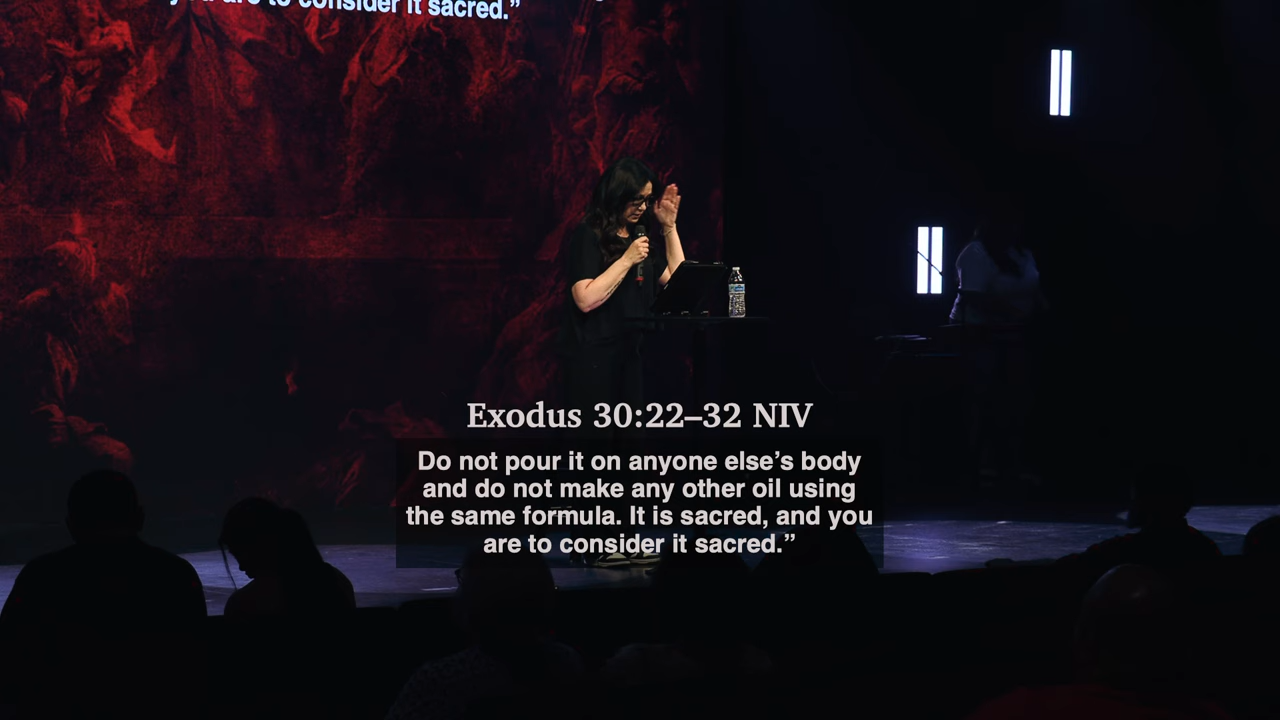 you are to consider it sacred.”
Exodus 30:22–32 NIV
Do not pour it on anyone else’s body
and do not make any other oil using
the same formula. It is sacred, and you
are to consider it sacred.”